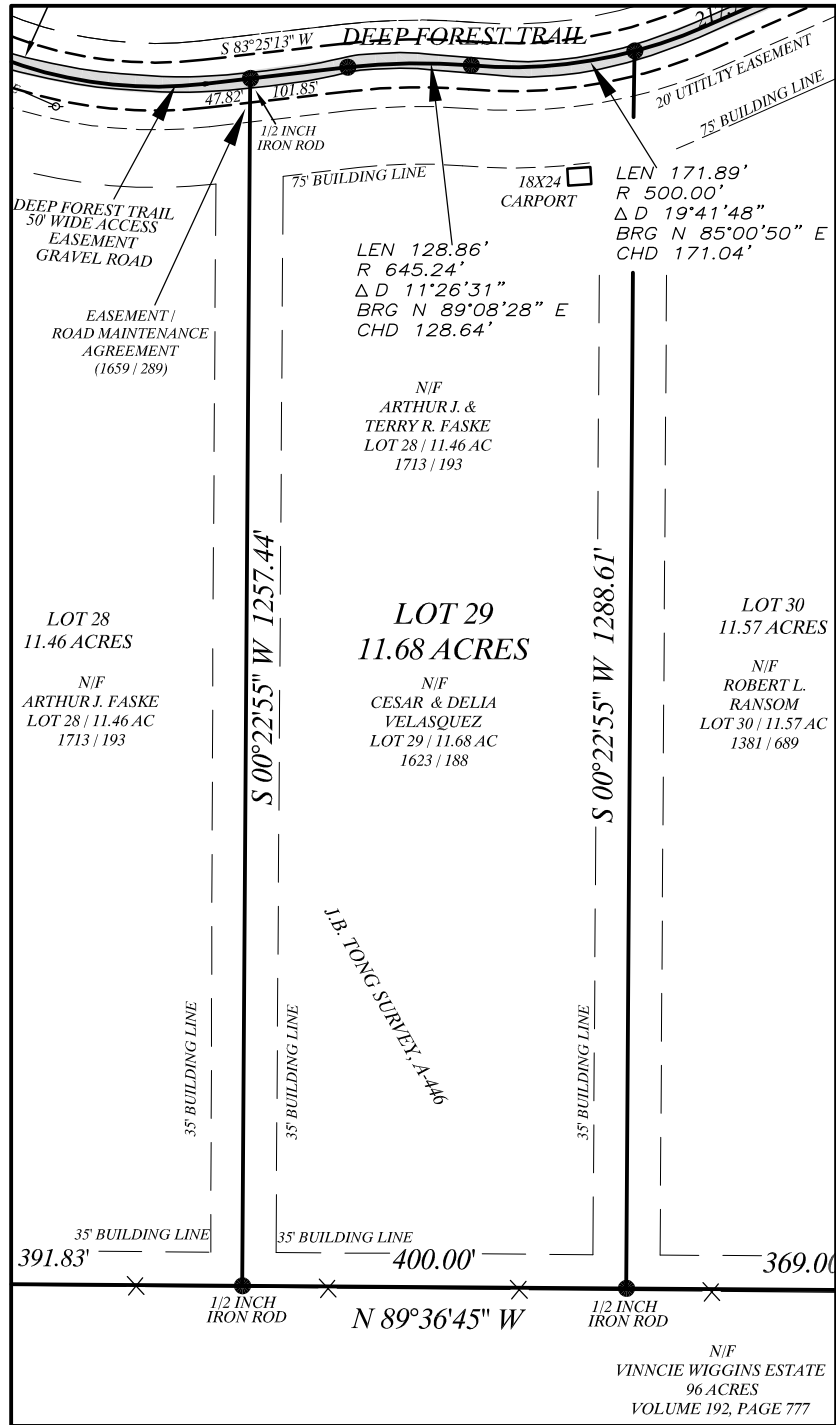 S 83°25'13" W
DEEP FOREST TRAIL
47.82'
101.85'
1/2 INCH
IRON ROD
20' UTITLTY EASEMENT
75' BUILDING LINE
75' BUILDING LINE
18X24
CARPORT
LEN 171.89'
R 500.00'
Δ D 19°41'48"
BRG N 85°00'50" E
CHD 171.04'
DEEP FOREST TRAIL
50' WIDE ACCESS
EASEMENT
GRAVEL ROAD
LEN 128.86'
R 645.24'
Δ D 11°26'31"
BRG N 89°08'28" E
CHD 128.64'
EASEMENT /
ROAD MAINTENANCE
AGREEMENT
(1659 / 289)
N/F
ARTHUR J. &
TERRY R. FASKE
LOT 28 / 11.46 AC
1713 / 193
S 00°22'55" W 1257.44'
S 00°22'55" W 1288.61'
LOT 28
11.46 ACRES
N/F
ARTHUR J. FASKE
LOT 28 / 11.46 AC
1713 / 193
LOT 29
11.68 ACRES
N/F
CESAR & DELIA
VELASQUEZ
LOT 29 / 11.68 AC
1623 / 188
LOT 30
11.57 ACRES
N/F
ROBERT L.
RANSOM
LOT 30 / 11.57 AC
1381 / 689
J.B. TONG SURVEY, A-446
35' BUILDING LINE
35' BUILDING LINE
35' BUILDING LINE
35' BUILDING LINE
35' BUILDING LINE
391.83'
400.00'
369.00
1/2 INCH
IRON ROD
N 89°36'45" W
1/2 INCH
IRON ROD
N/F
VINNCIE WIGGINS ESTATE
96 ACRES
VOLUME 192, PAGE 777